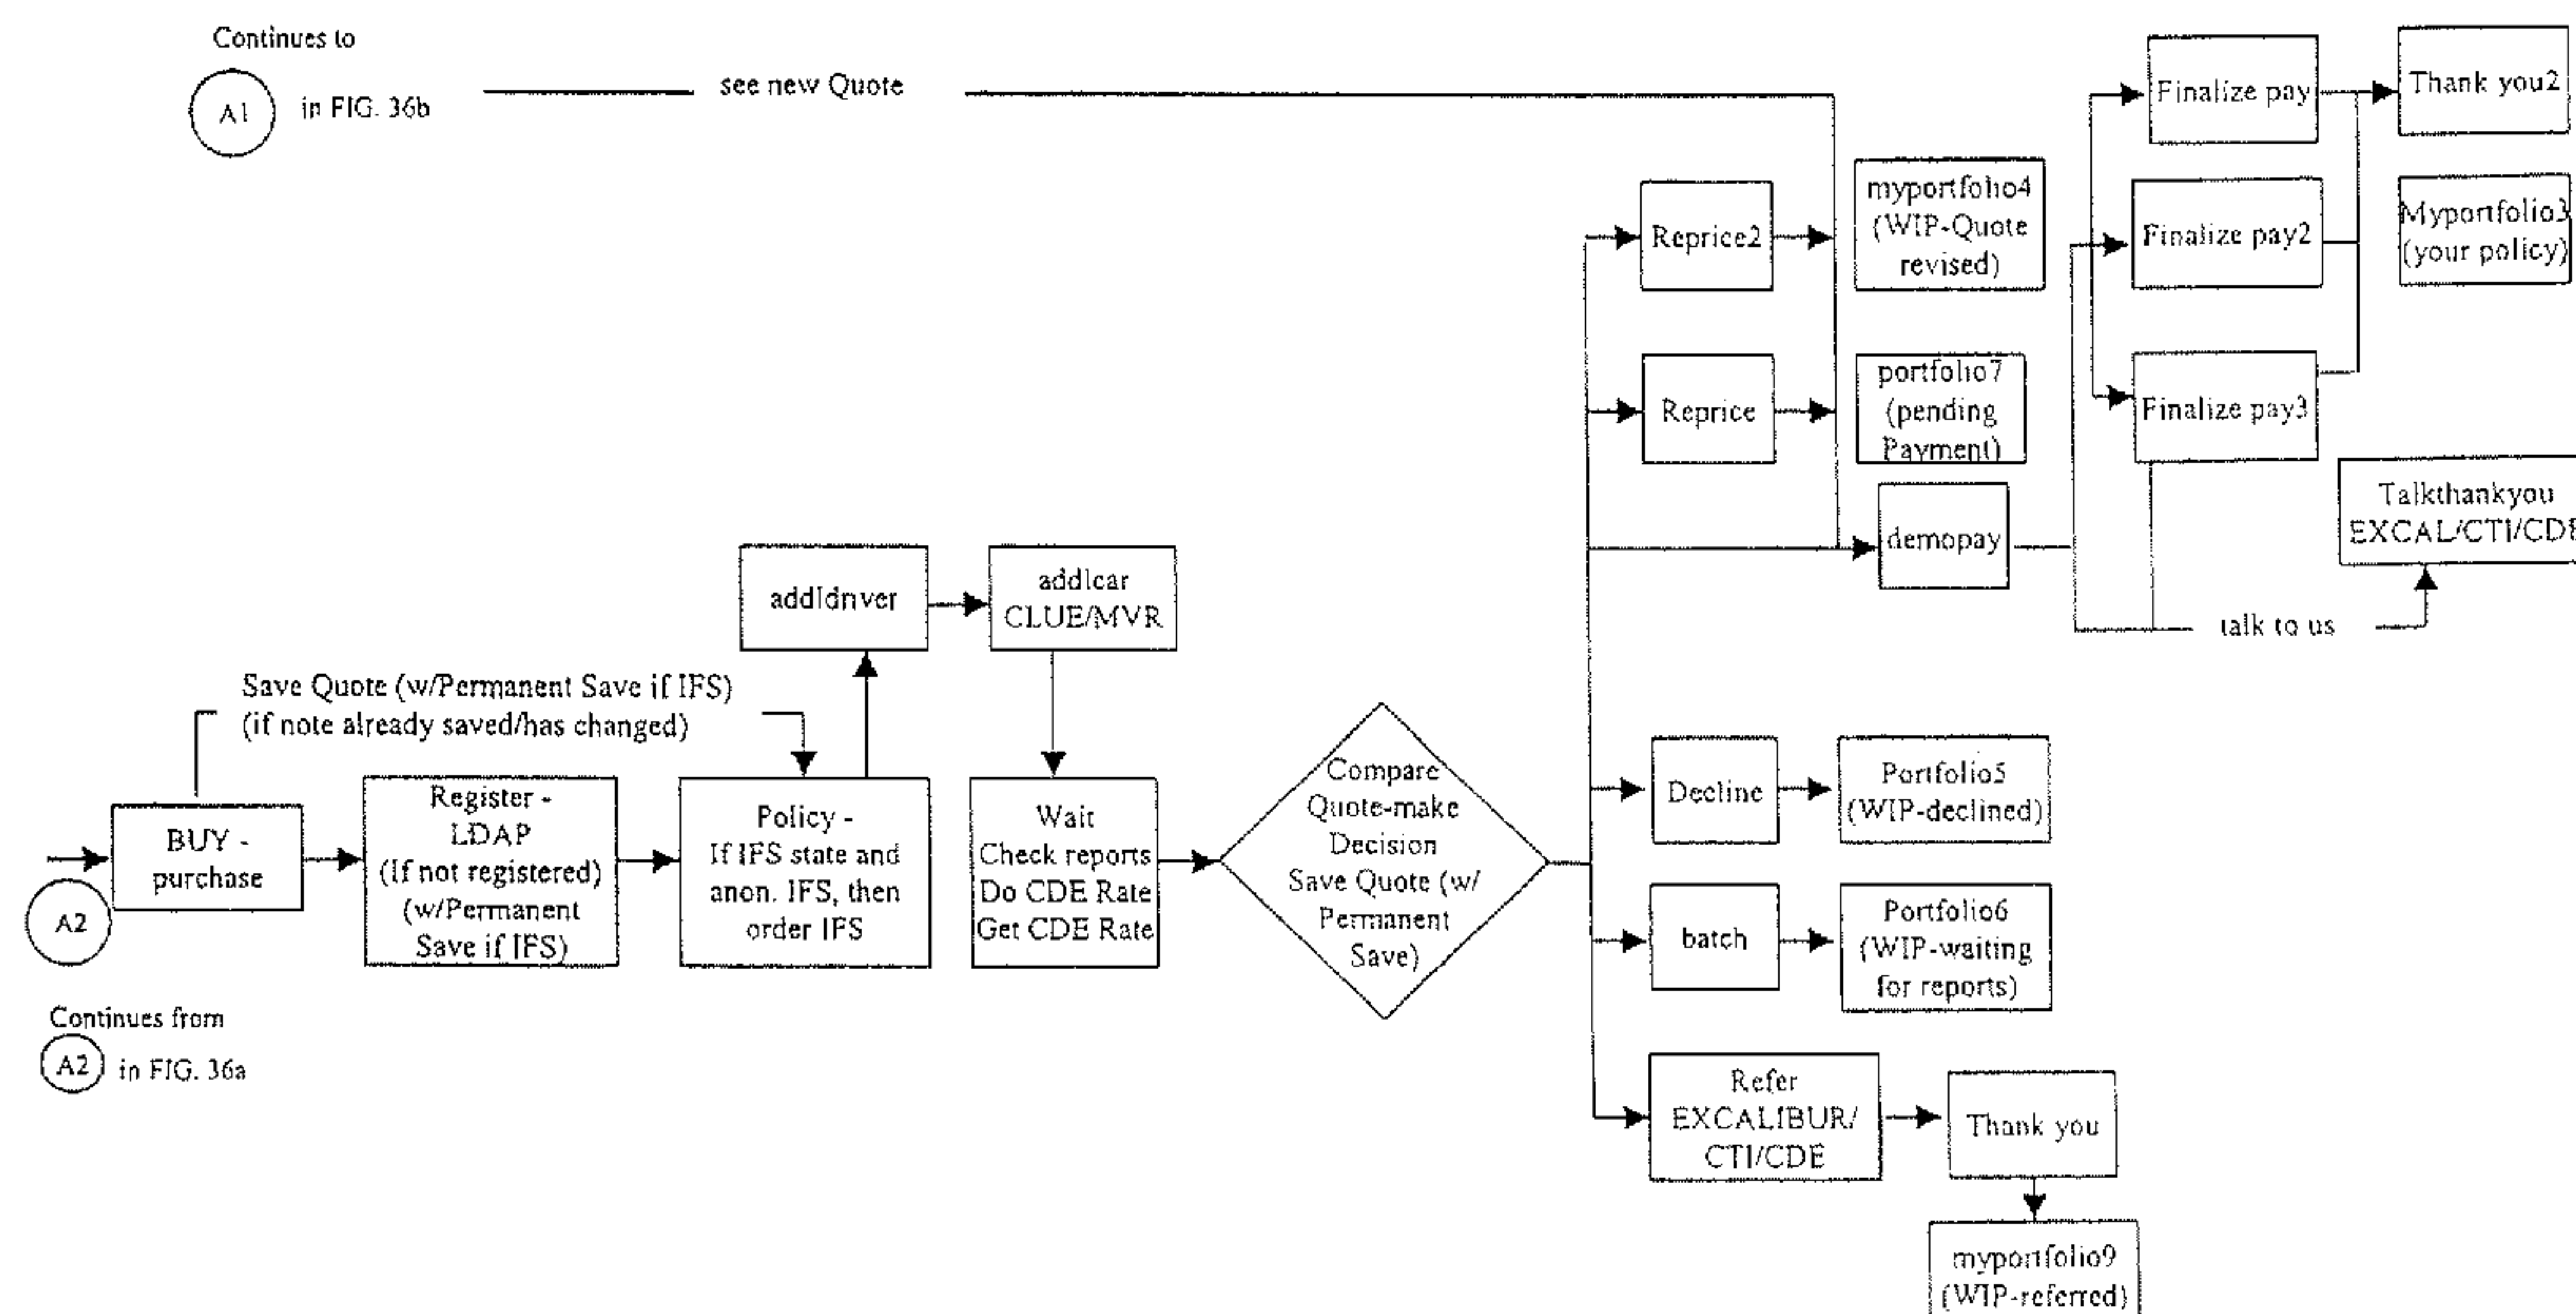 Continues to
A1
in FIG. 36b
see new Quote
Finalize pay
Thank you2
Reprice2
myportfolio4
(WIP-Quote
revised)
Finalize pay2
Myportfolio3
(your policy)
Reprice
portfolio7
(pending
Payment)
Finalize pay3
Talkthankyou
EXCAL/CTI/CDE
demopay
talk to us
addldriver
addlcar
CLUE/MVR
Save Quote (w/Permanent Save if IFS)
(if note already saved/has changed)
A2
BUY -
purchase
Register -
LDAP
(If not registered)
(w/Permanent
Save if IFS)
Policy -
If IFS state and
anon. IFS, then
order IFS
Wait
Check reports
Do CDE Rate
Get CDE Rate
Compare
Quote-make
Decision
Save Quote (w/
Permanent
Save)
Decline
Portfolio5
(WIP-declined)
batch
Portfolio6
(WIP-waiting
for reports)
Refer
EXCALIBUR/
CTI/CDE
Thank you
myportfolio9
(WIP-referred)
Continues from
A2
in FIG. 36a